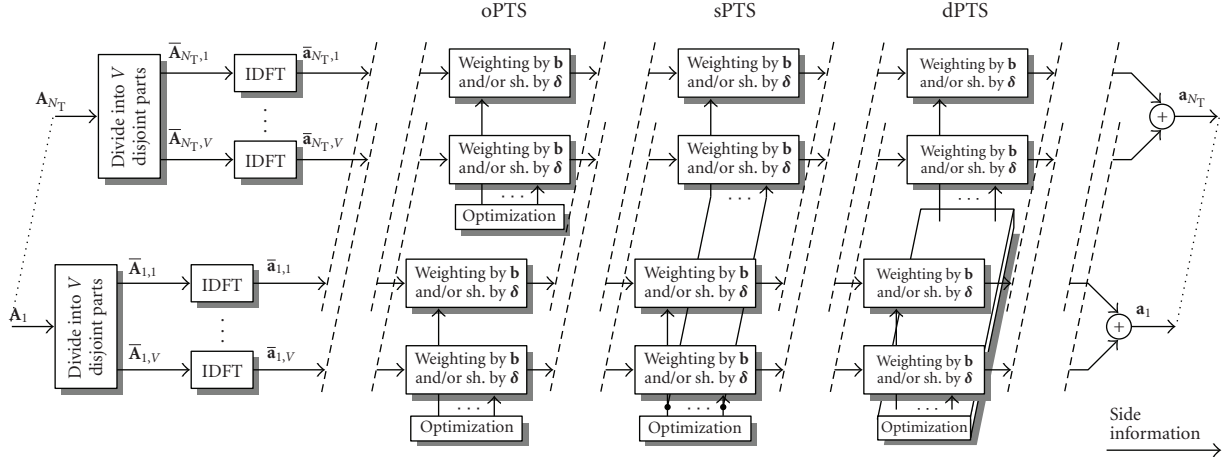 oPTS
sPTS
dPTS
A_{N_T}
Divide into V
disjoint parts
Ā_{N_T,1}
IDFT
ā_{N_T,1}
Ā_{N_T,V}
IDFT
ā_{N_T,V}
Weighting by b
and/or sh. by δ
Weighting by b
and/or sh. by δ
Optimization
Weighting by b
and/or sh. by δ
Weighting by b
and/or sh. by δ
Weighting by b
and/or sh. by δ
Weighting by b
and/or sh. by δ
+
a_{N_T}
A_1
Divide into V
disjoint parts
Ā_{1,1}
IDFT
ā_{1,1}
Ā_{1,V}
IDFT
ā_{1,V}
Weighting by b
and/or sh. by δ
Weighting by b
and/or sh. by δ
Optimization
Weighting by b
and/or sh. by δ
Weighting by b
and/or sh. by δ
Optimization
Weighting by b
and/or sh. by δ
Weighting by b
and/or sh. by δ
Optimization
+
a_1
Side
information